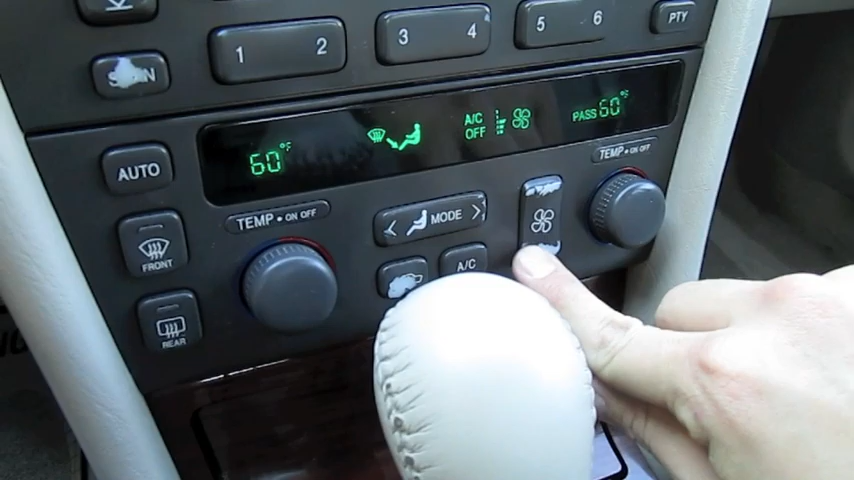 1 2
3 4
5 6
PTY
AUTO
60°F
A/C
OFF
PASS 60°F
TEMP • ON OFF
< MODE >
TEMP • ON OFF
FRONT
A/C
REAR